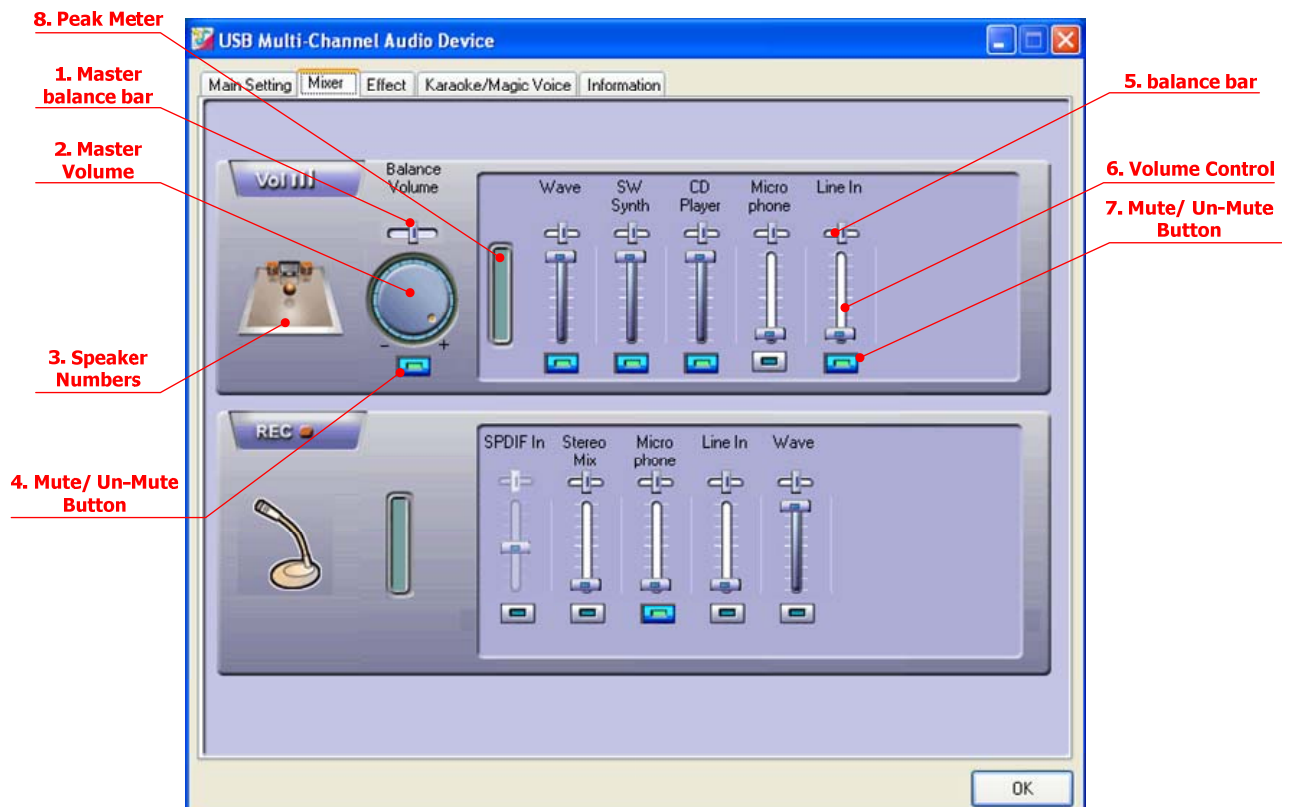 8. Peak Meter
USB Multi-Channel Audio Device
1. Master
balance bar
Main Setting
Mixer
Effect
Karaoke/Magic Voice
Information
5. balance bar
2. Master
Volume
Vol
Balance
Volume
Wave
SW
Synth
CD
Player
Micro
phone
Line In
6. Volume Control
7. Mute/ Un-Mute
Button
- +
3. Speaker
Numbers
REC
SPDIF In
Stereo
Mix
Micro
phone
Line In
Wave
4. Mute/ Un-Mute
Button
OK